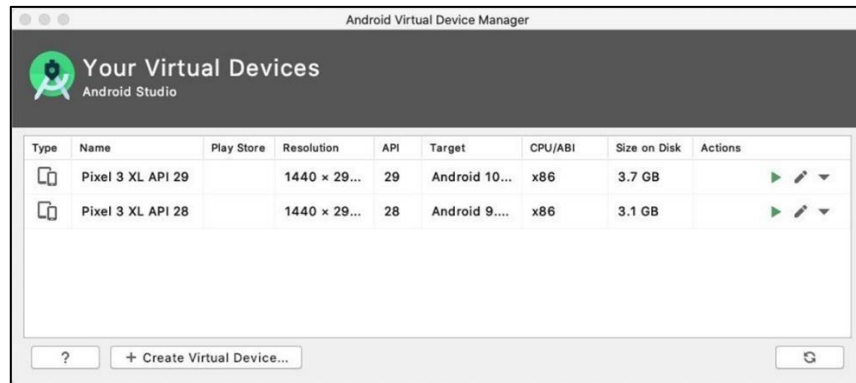 Android Virtual Device Manager
Your Virtual Devices
Android Studio
Type Name Play Store Resolution API Target CPU/ABI Size on Disk Actions
Pixel 3 XL API 29 1440 × 29... 29 Android 10... x86 3.7 GB
Pixel 3 XL API 28 1440 × 29... 28 Android 9.... x86 3.1 GB
? + Create Virtual Device...